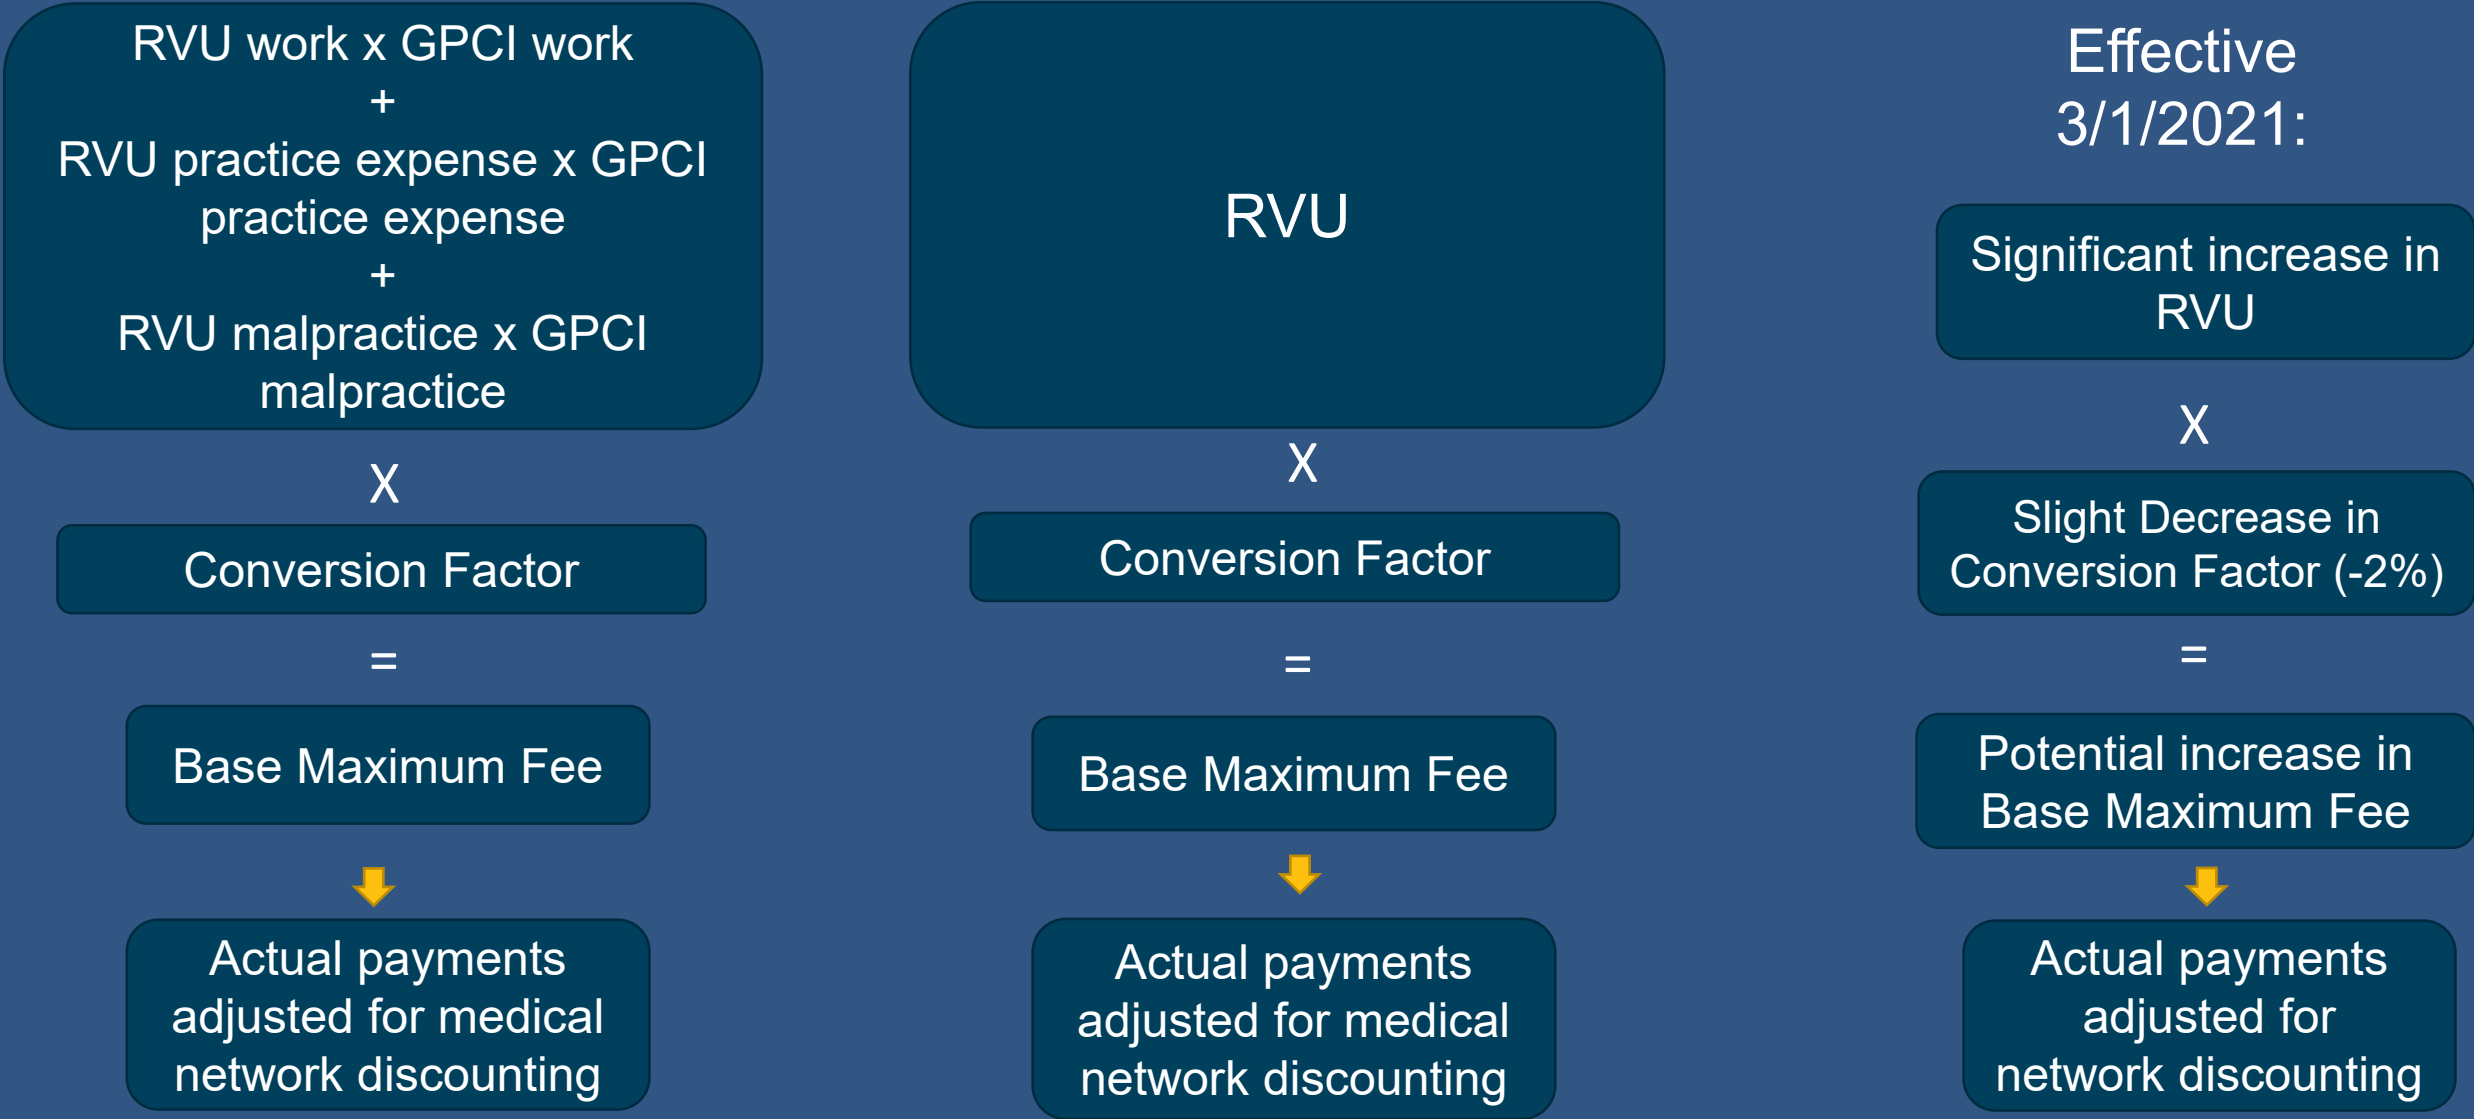 RVU work x GPCI work
+
RVU practice expense x GPCI
practice expense
+
RVU malpractice x GPCI
malpractice
X
Conversion Factor
=
Base Maximum Fee
Actual payments
adjusted for medical
network discounting
RVU
X
Conversion Factor
=
Base Maximum Fee
Actual payments
adjusted for medical
network discounting
Effective
3/1/2021:
Significant increase in
RVU
X
Slight Decrease in
Conversion Factor (-2%)
=
Potential increase in
Base Maximum Fee
Actual payments
adjusted for
network discounting